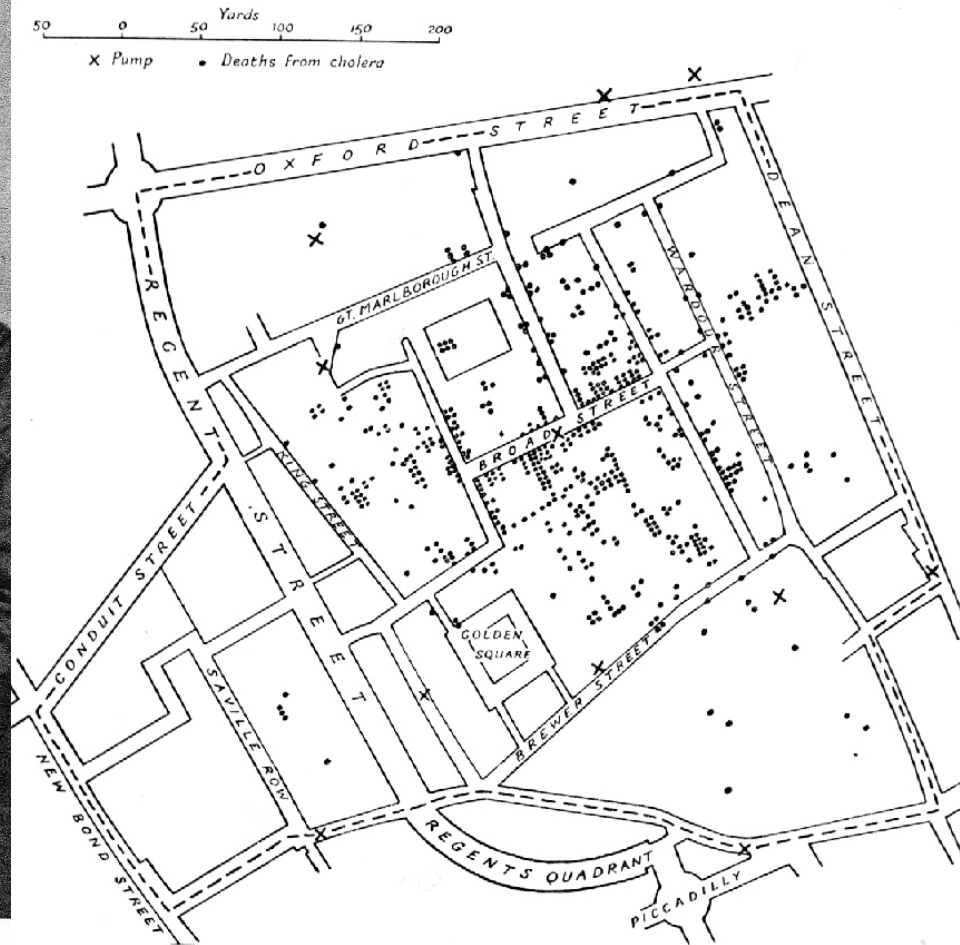 Yards
50 0 50 100 150 200
× Pump • Deaths from cholera
OXFORD STREET
DEAN STREET
REGENT STREET
GT. MARLBOROUGH ST.
WARDOUR STREET
BROAD STREET
KING STREET
CONDUIT STREET
GOLDEN
SQUARE
SAVILLE ROW
BREWER STREET
NEW BOND STREET
REGENTS QUADRANT
PICCADILLY